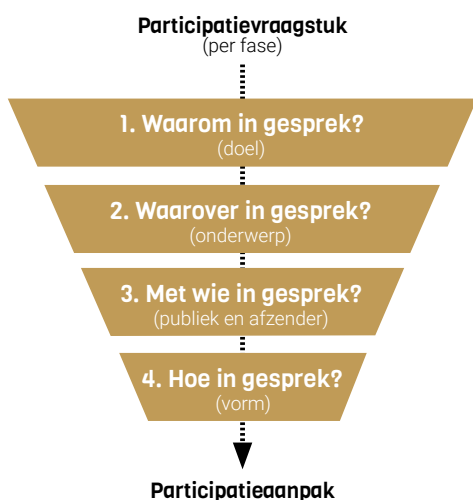 Participatievraagstuk
(per fase)
1. Waarom in gesprek?
(doel)
2. Waarover in gesprek?
(onderwerp)
3. Met wie in gesprek?
(publiek en afzender)
4. Hoe in gesprek?
(vorm)
Participatieaanpak